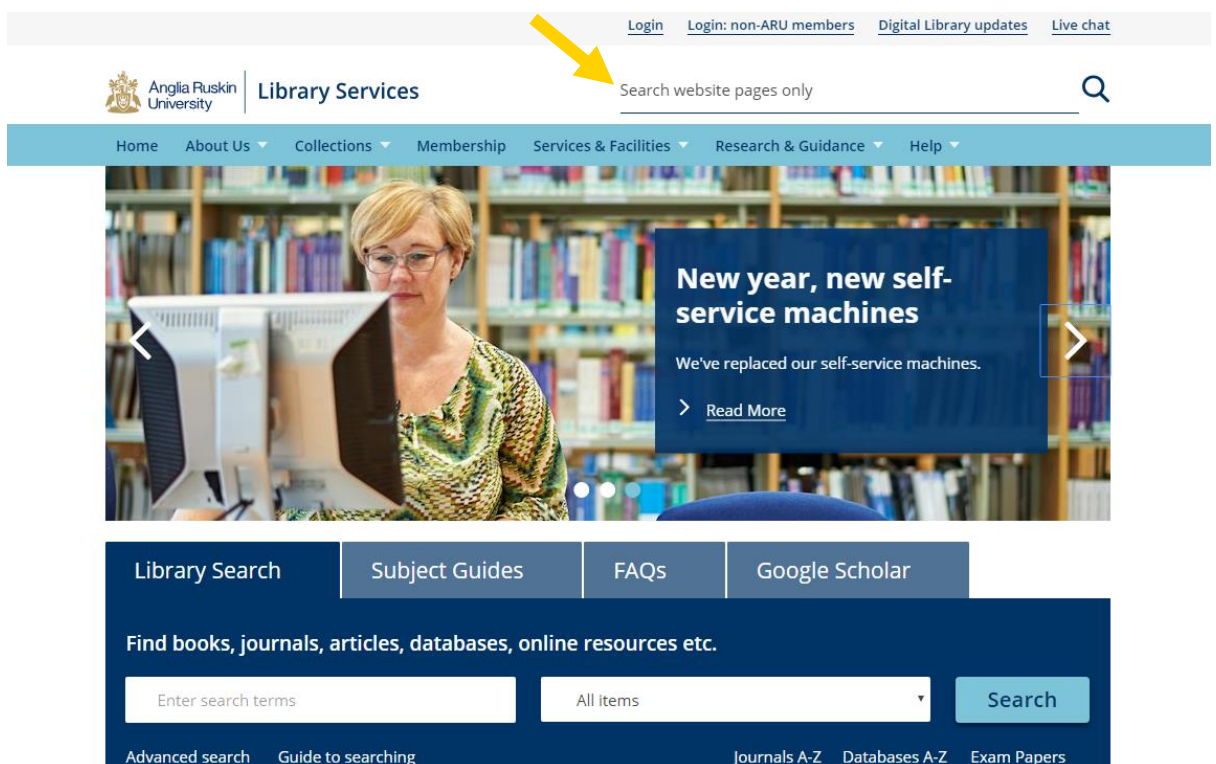 Login Login: non-ARU members Digital Library updates Live chat
Anglia Ruskin
University
Library Services
Search website pages only
Home About Us Collections Membership Services & Facilities Research & Guidance Help
New year, new self-
service machines
We've replaced our self-service machines.
Read More
Library Search Subject Guides FAQs Google Scholar
Find books, journals, articles, databases, online resources etc.
Enter search terms All items Search
Advanced search Guide to searching Journals A-Z Databases A-Z Exam Papers